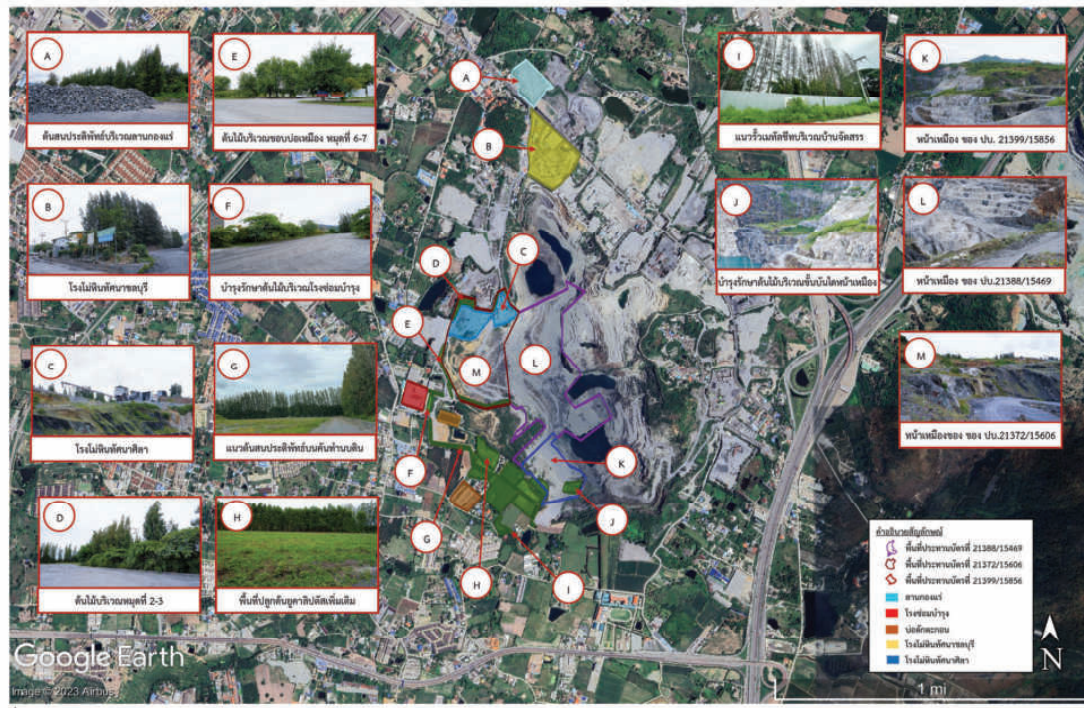 A
ต้นสนประดิพัทธ์บริเวณลานกองแร่
B
โรงโม่หินทัศนาชลบุรี
C
โรงโม่หินทัศนาศิลา
D
ต้นไม้บริเวณหมุดที่ 2-3
E
ต้นไม้บริเวณขอบบ่อเหมือง หมุดที่ 6-7
F
บำรุงรักษาต้นไม้บริเวณโรงซ่อมบำรุง
G
แนวต้นสนประดิพัทธ์บนคันทำนบดิน
H
พื้นที่ปลูกต้นยูคาลิปตัสเพิ่มเติม
A
B
C
D
E
M
L
F
G
H
I
J
K
I
แนวรั้วเมทัลชีทบริเวณบ้านจัดสรร
J
บำรุงรักษาต้นไม้บริเวณขั้นบันไดหน้าเหมือง
K
หน้าเหมือง ของ ปบ. 21399/15856
L
หน้าเหมือง ของ ปบ.21388/15469
M
หน้าเหมืองของ ของ ปบ.21372/15606
คำอธิบายสัญลักษณ์
พื้นที่ประทานบัตรที่ 21388/15469
พื้นที่ประทานบัตรที่ 21372/15606
พื้นที่ประทานบัตรที่ 21399/15856
ลานกองแร่
โรงซ่อมบำรุง
บ่อดักตะกอน
โรงโม่หินทัศนาชลบุรี
โรงโม่หินทัศนาศิลา
N
1 mi
Google Earth
Image © 2023 Airbus